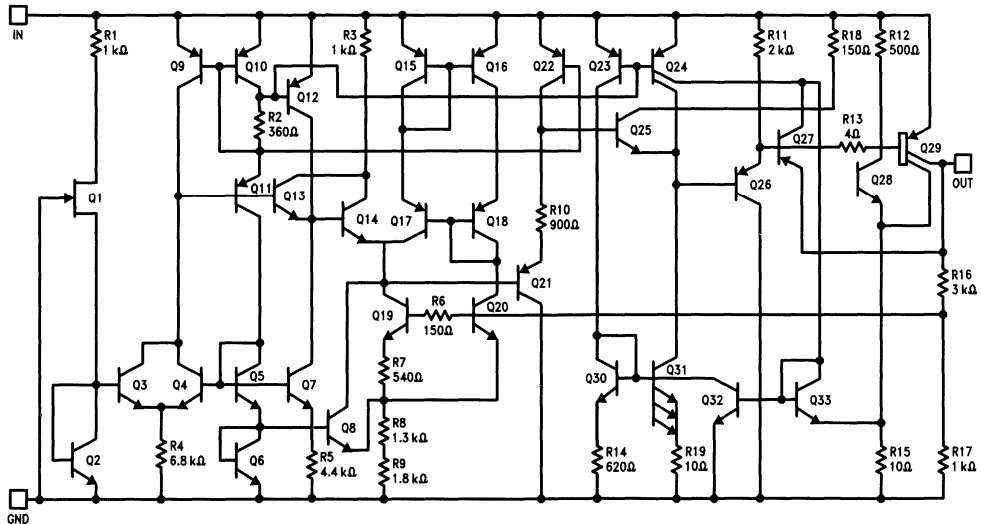 IN
R1
1 kΩ
Q9
Q10
R2
360Ω
Q12
R3
1 kΩ
Q15
Q16
Q22
Q23
Q24
R11
2 kΩ
R18
150Ω
R12
500Ω
Q25
Q27
R13
4Ω
Q29
OUT
Q1
Q11
Q13
Q14
Q17
Q18
R10
900Ω
Q26
Q28
Q19
R6
150Ω
Q20
Q21
R16
3 kΩ
Q3
Q4
Q5
Q7
R7
540Ω
Q30
Q31
Q32
Q33
Q2
R4
6.8 kΩ
Q6
R5
4.4 kΩ
Q8
R8
1.3 kΩ
R9
1.8 kΩ
R14
620Ω
R19
10Ω
R15
10Ω
R17
1 kΩ
GND